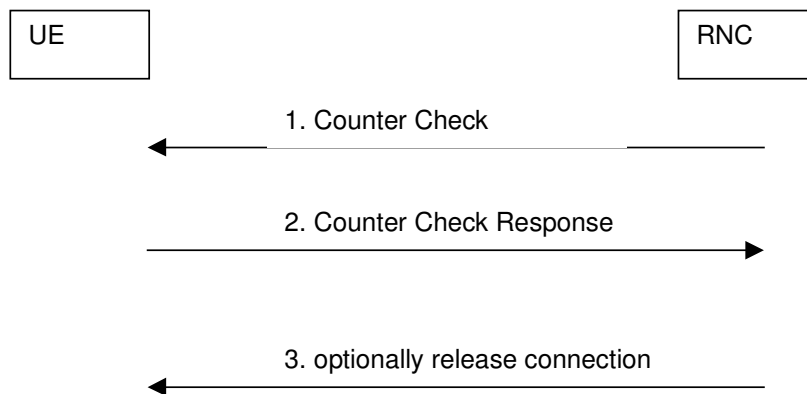 UE
RNC
1. Counter Check
2. Counter Check Response
3. optionally release connection